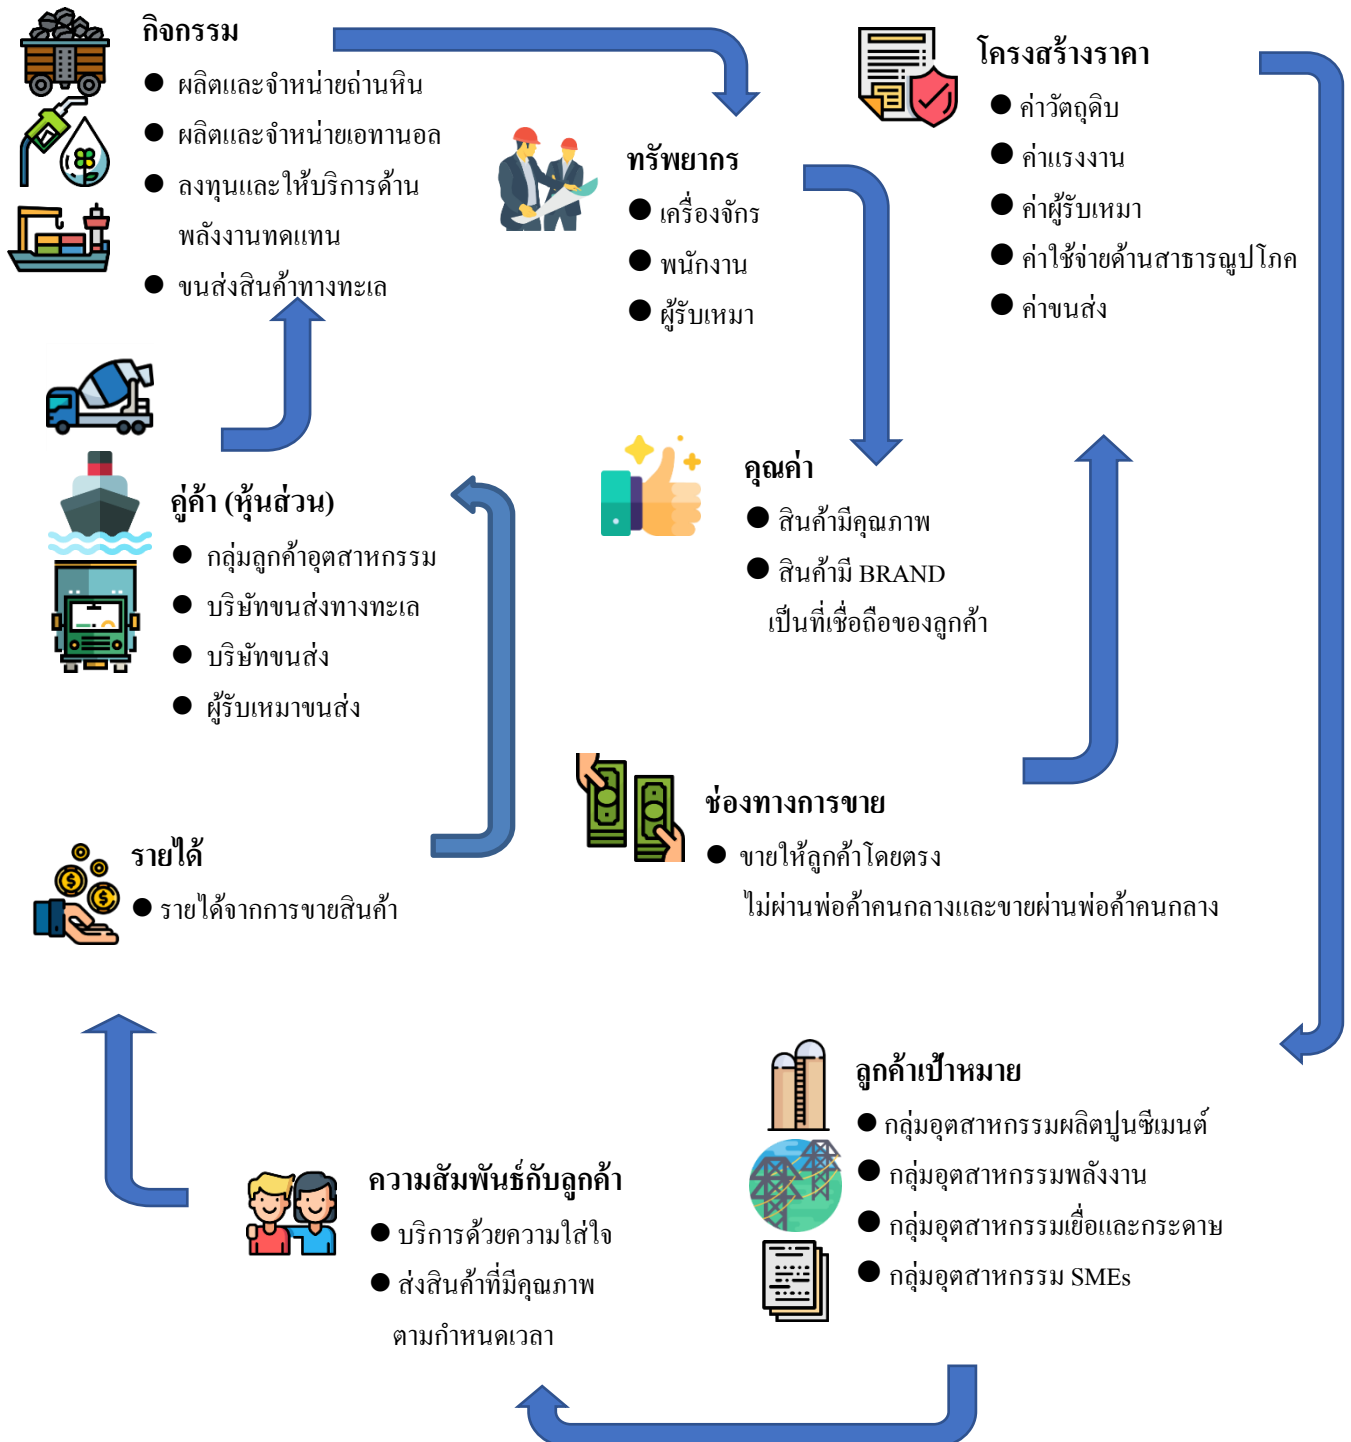 กิจกรรม
● ผลิตและจำหน่ายถ่านหิน
● ผลิตและจำหน่ายเอทานอล
● ลงทุนและให้บริการด้าน
พลังงานทดแทน
● ขนส่งสินค้าทางทะเล
ทรัพยากร
● เครื่องจักร
● พนักงาน
● ผู้รับเหมา
โครงสร้างราคา
● ค่าวัตถุดิบ
● ค่าแรงงาน
● ค่าผู้รับเหมา
● ค่าใช้จ่ายด้านสาธารณูปโภค
● ค่าขนส่ง
คู่ค้า (หุ้นส่วน)
● กลุ่มลูกค้าอุตสาหกรรม
● บริษัทขนส่งทางทะเล
● บริษัทขนส่ง
● ผู้รับเหมาขนส่ง
คุณค่า
● สินค้ามีคุณภาพ
● สินค้ามี BRAND
เป็นที่เชื่อถือของลูกค้า
ช่องทางการขาย
● ขายให้ลูกค้าโดยตรง
ไม่ผ่านพ่อค้าคนกลางและขายผ่านพ่อค้าคนกลาง
รายได้
● รายได้จากการขายสินค้า
ลูกค้าเป้าหมาย
● กลุ่มอุตสาหกรรมผลิตปูนซีเมนต์
● กลุ่มอุตสาหกรรมพลังงาน
● กลุ่มอุตสาหกรรมเยื่อและกระดาษ
● กลุ่มอุตสาหกรรม SMEs
ความสัมพันธ์กับลูกค้า
● บริการด้วยความใส่ใจ
● ส่งสินค้าที่มีคุณภาพ
ตามกำหนดเวลา